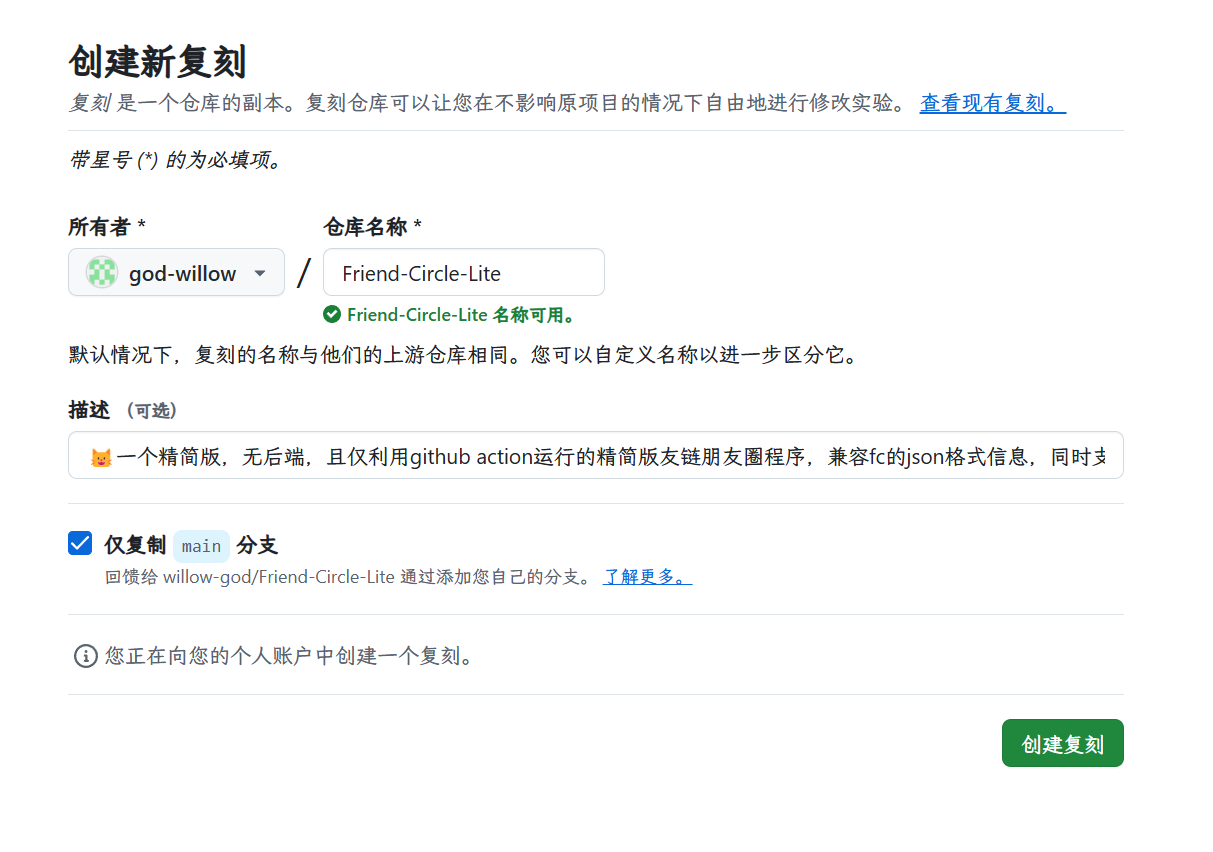 创建新复刻
复刻 是一个仓库的副本。复刻仓库可以让您在不影响原项目的情况下自由地进行修改实验。 查看现有复刻。
带星号 (*) 的为必填项。
所有者 * 仓库名称 *
god-willow / Friend-Circle-Lite
Friend-Circle-Lite 名称可用。
默认情况下，复刻的名称与他们的上游仓库相同。您可以自定义名称以进一步区分它。
描述 （可选）
😺一个精简版，无后端，且仅利用github action运行的精简版友链朋友圈程序，兼容fc的json格式信息，同时支
仅复制 main 分支
回馈给 willow-god/Friend-Circle-Lite 通过添加您自己的分支。 了解更多。
您正在向您的个人账户中创建一个复刻。
创建复刻